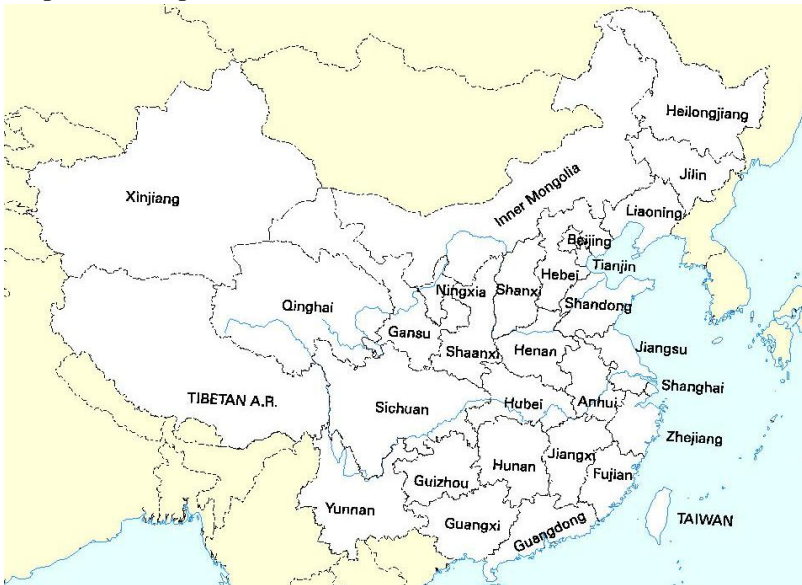 Heilongjiang
Jilin
Xinjiang
Inner Mongolia
Liaoning
Beijing
Tianjin
Hebei
Ningxia
Shanxi
Qinghai
Shandong
Gansu
Shaanxi
Henan
Jiangsu
Shanghai
TIBETAN A.R.
Sichuan
Hubei
Anhui
Zhejiang
Jiangxi
Hunan
Fujian
Guizhou
Yunnan
Guangxi
Guangdong
TAIWAN